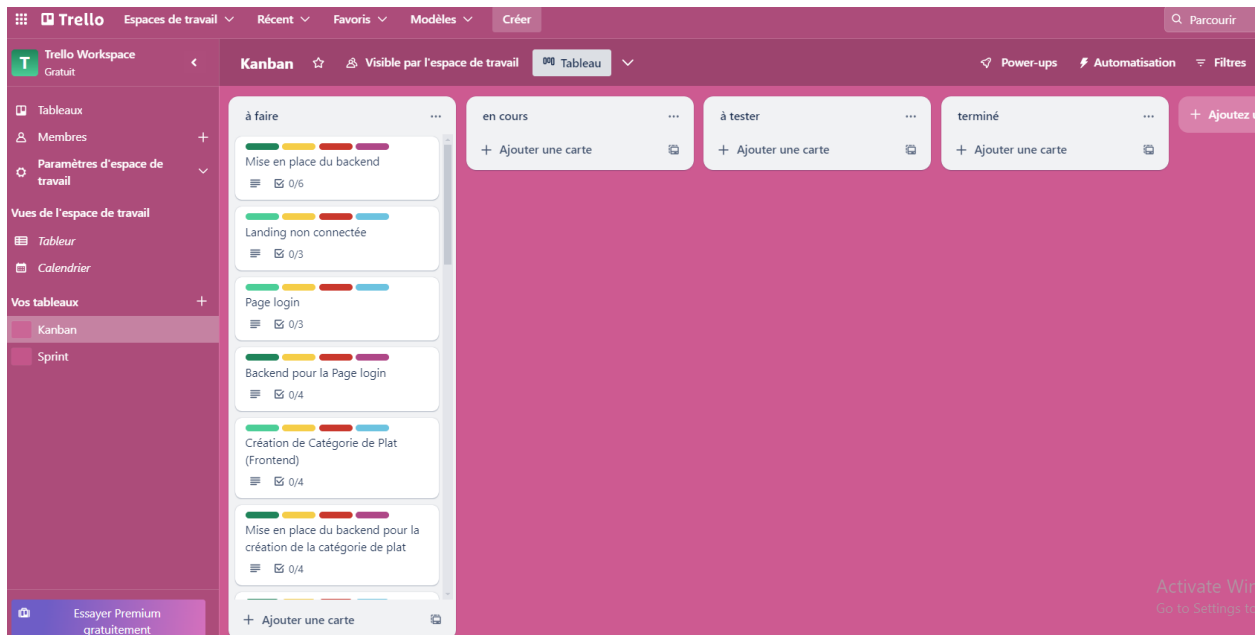 Trello
Espaces de travail
Récent
Favoris
Modèles
Créer
Parcourir
T
Trello Workspace
Gratuit
Kanban
Visible par l'espace de travail
Tableau
Power-ups
Automatisation
Filtres
Tableaux
Membres
Paramètres d'espace de
travail
Vues de l'espace de travail
Tableur
Calendrier
Vos tableaux
Kanban
Sprint
Essayer Premium
gratuitement
à faire
Mise en place du backend
0/6
Landing non connectée
0/3
Page login
0/3
Backend pour la Page login
0/4
Création de Catégorie de Plat
(Frontend)
0/4
Mise en place du backend pour la
création de la catégorie de plat
0/4
+ Ajouter une carte
en cours
+ Ajouter une carte
à tester
+ Ajouter une carte
terminé
+ Ajouter une carte
+ Ajoutez
Activate
Go to Settings